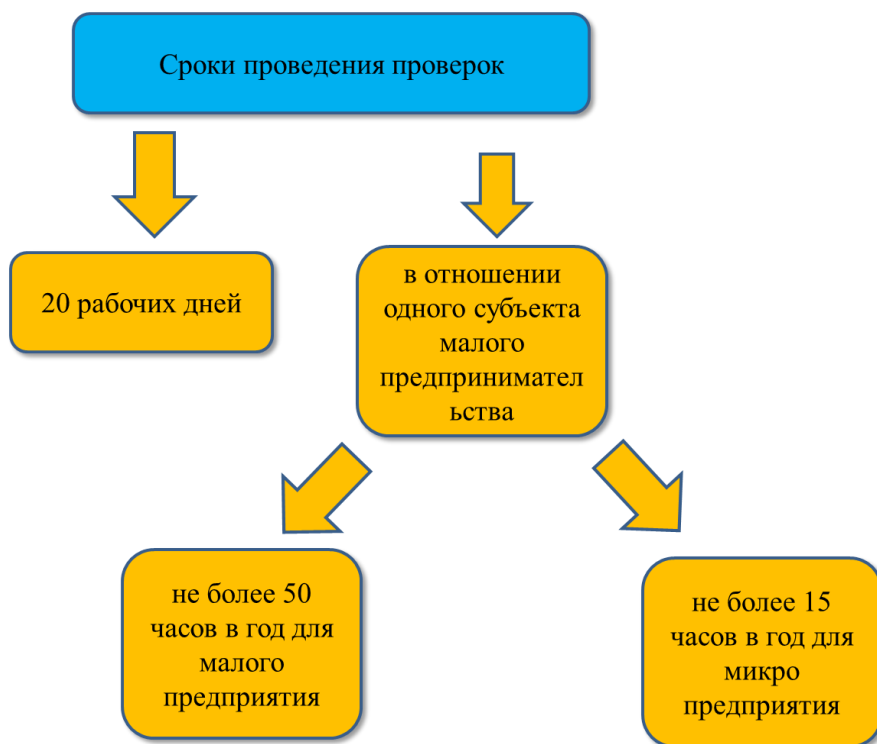 Сроки проведения проверок
20 рабочих дней
в отношении
одного субъекта
малого
предпринимател
ьства
не более 50
часов в год для
малого
предприятия
не более 15
часов в год для
микро
предприятия